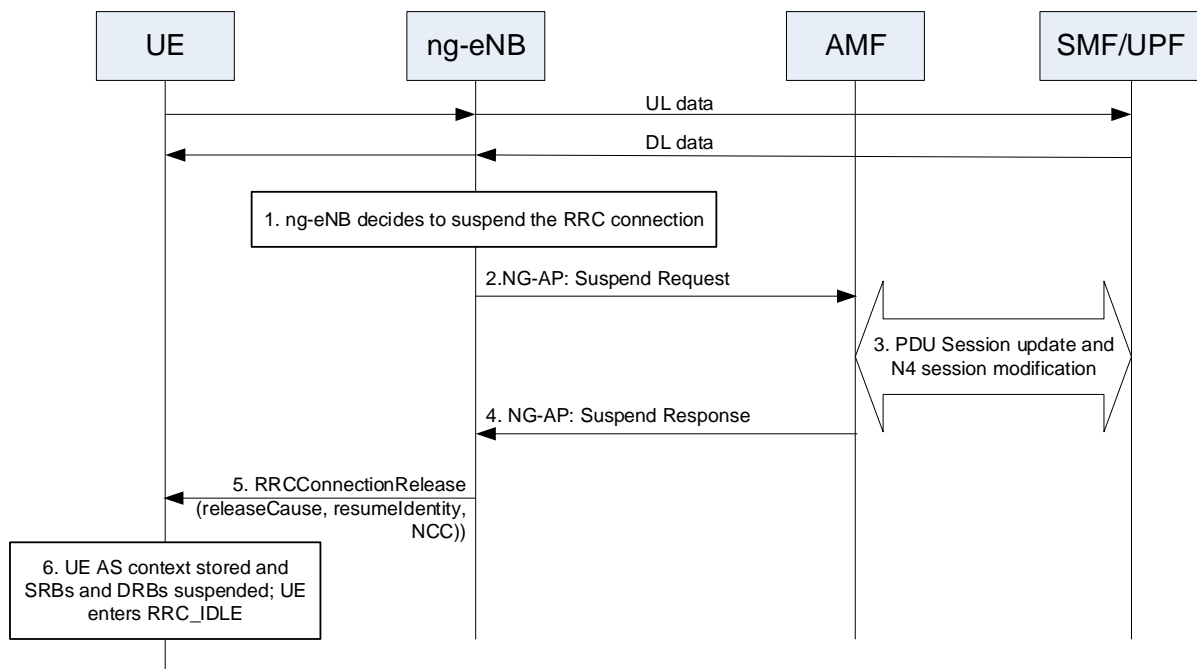 UE
ng-eNB
AMF
SMF/UPF
UL data
DL data
1. ng-eNB decides to suspend the RRC connection
2.NG-AP: Suspend Request
3. PDU Session update and
N4 session modification
4. NG-AP: Suspend Response
5. RRCConnectionRelease
(releaseCause, resumeIdentity,
NCC))
6. UE AS context stored and
SRBs and DRBs suspended; UE
enters RRC_IDLE